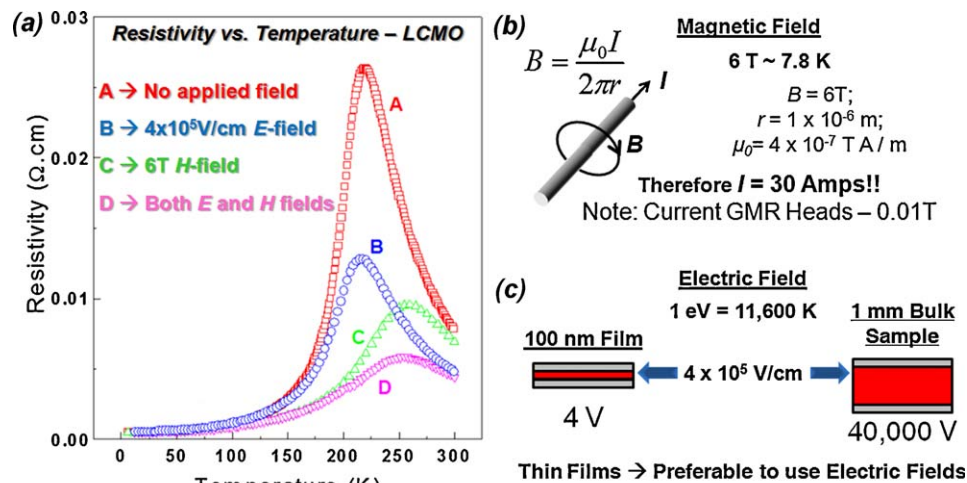 (a)
Resistivity vs. Temperature – LCMO
A → No applied field
B → 4x10⁵V/cm E-field
C → 6T H-field
D → Both E and H fields
A
B
C
D
Resistivity (Ω.cm)
0.03
0.02
0.01
0.00
0 50 100 150 200 250 300
Temperature (K)
(b)
Magnetic Field
B = μ₀I / 2πr
I
B
6 T ~ 7.8 K
B = 6T;
r = 1 x 10⁻⁶ m;
μ₀= 4 x 10⁻⁷ T A / m
Therefore I = 30 Amps!!
Note: Current GMR Heads – 0.01T
(c)
Electric Field
1 eV = 11,600 K
100 nm Film
1 mm Bulk
Sample
4 x 10⁵ V/cm
4 V
40,000 V
Thin Films → Preferable to use Electric Fields